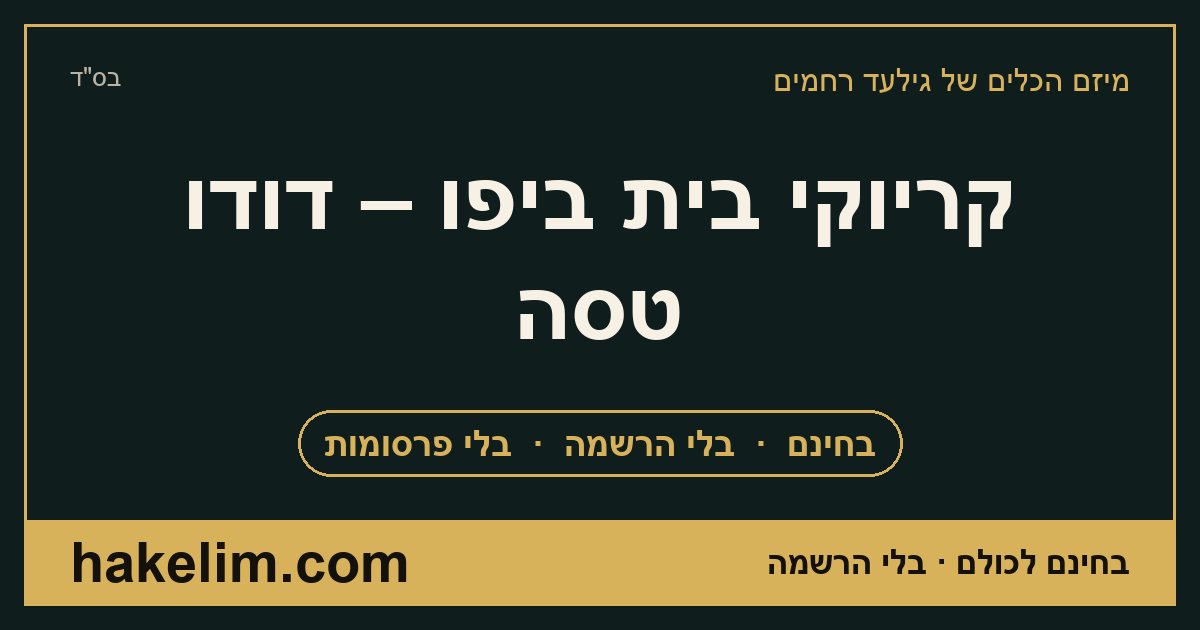 מיזם הכלים של גילעד רחמים
בס"ד
קריוקי בית ביפו – דודו
טסה
בחינם · בלי הרשמה · בלי פרסומות
בחינם לכולם · בלי הרשמה
hakelim.com